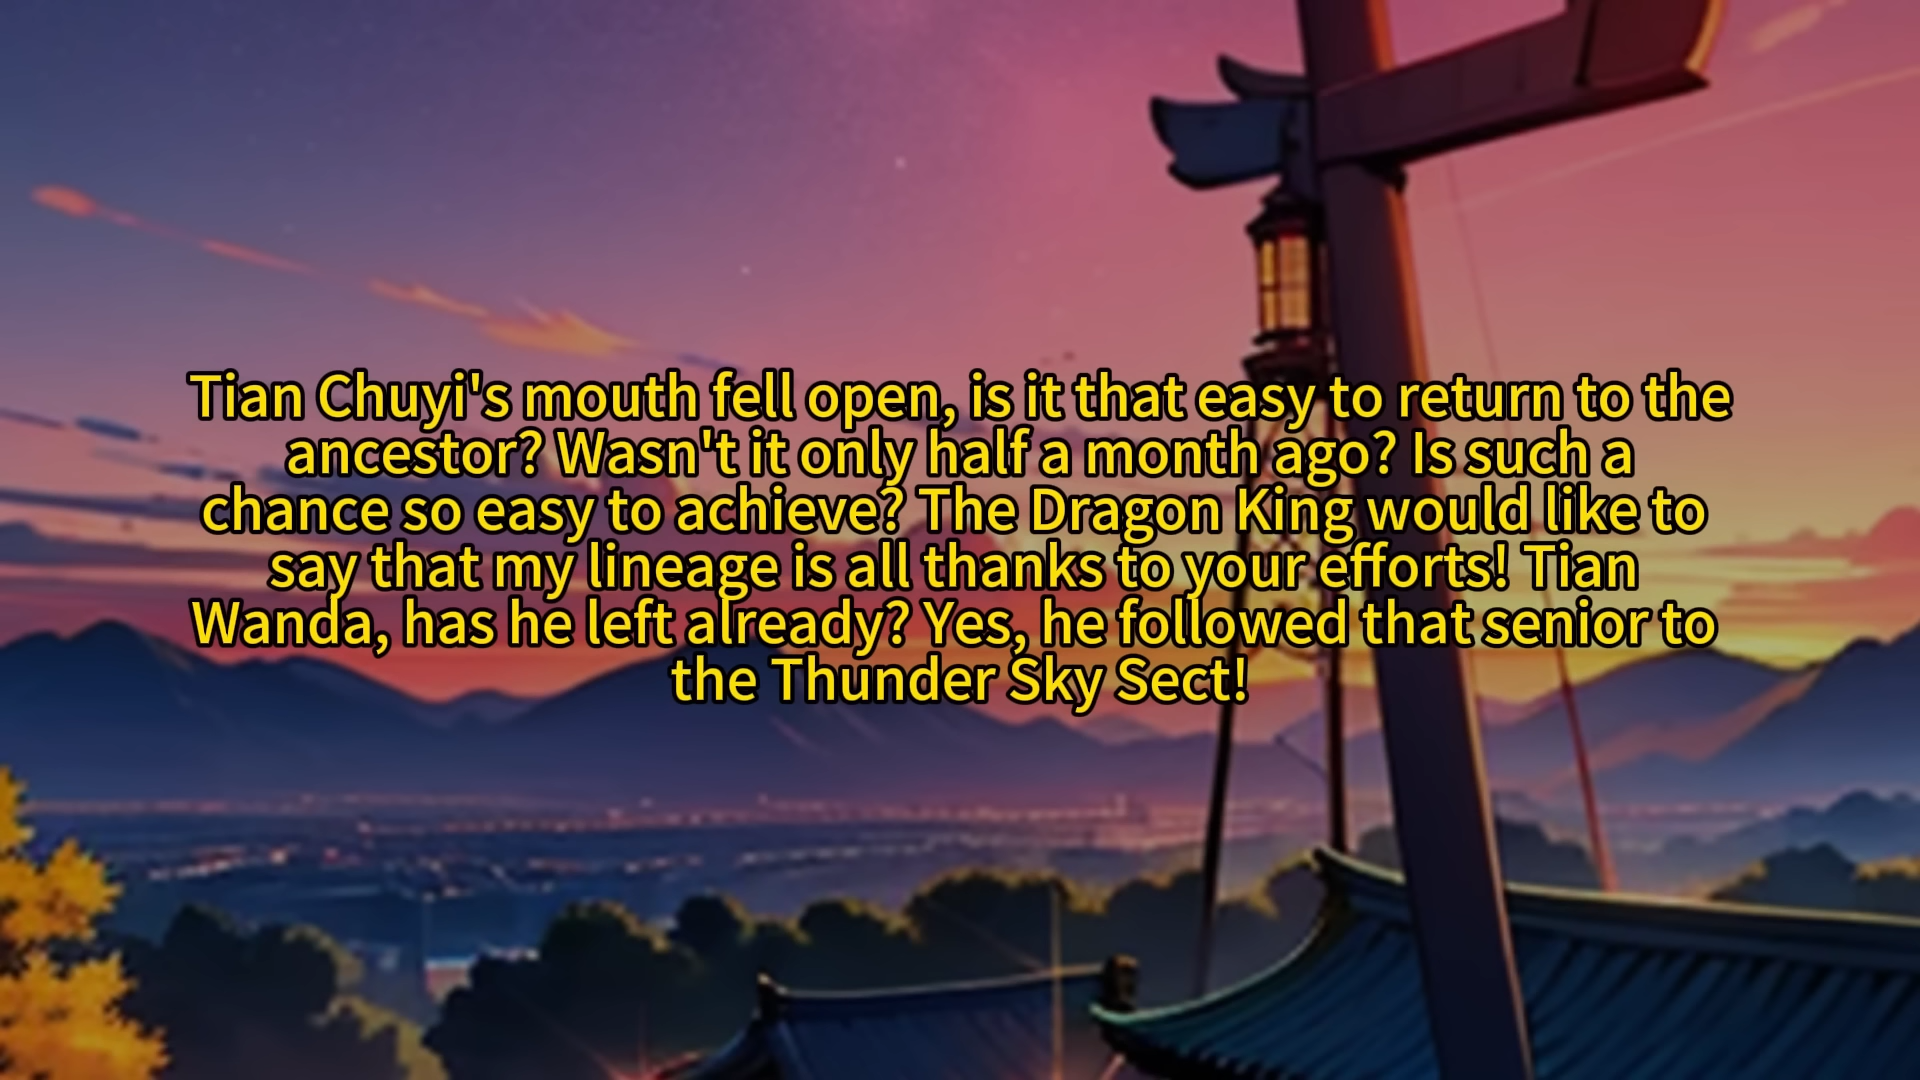 Tian Chuyi's mouth fell open, is it that easy to return to the
ancestor? Wasn't it only half a month ago? Is such a
chance so easy to achieve? The Dragon King would like to
say that my lineage is all thanks to your efforts! Tian
Wanda, has he left already? Yes, he followed that senior to
the Thunder Sky Sect!